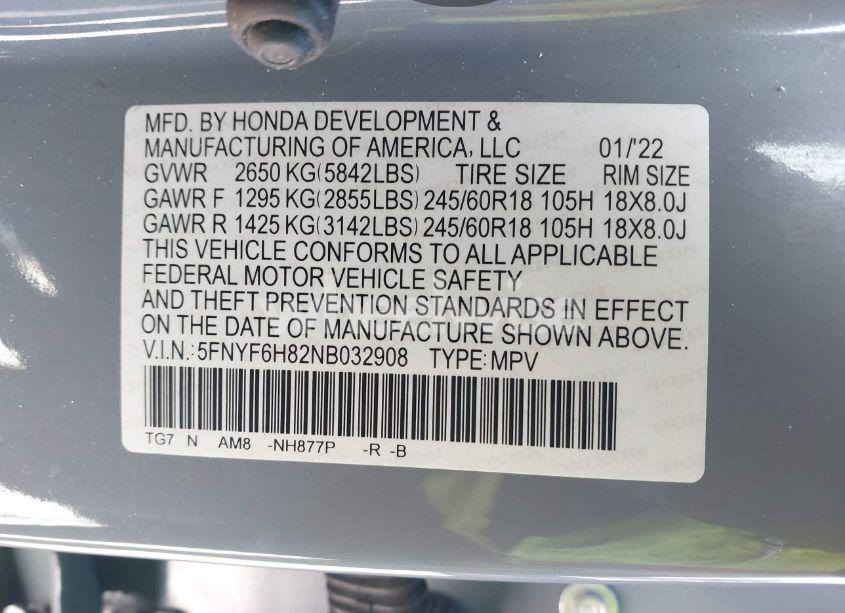 MFD. BY HONDA DEVELOPMENT &
MANUFACTURING OF AMERICA, LLC 01/'22
GVWR 2650 KG(5842LBS) TIRE SIZE RIM SIZE
GAWR F 1295 KG(2855LBS) 245/60R18 105H 18X8.0J
GAWR R 1425 KG(3142LBS) 245/60R18 105H 18X8.0J
THIS VEHICLE CONFORMS TO ALL APPLICABLE
FEDERAL MOTOR VEHICLE SAFETY
AND THEFT PREVENTION STANDARDS IN EFFECT
ON THE DATE OF MANUFACTURE SHOWN ABOVE.
V.I.N.: 5FNYF6H82NB032908 TYPE: MPV
TG7 N AM8 -NH877P -R -B